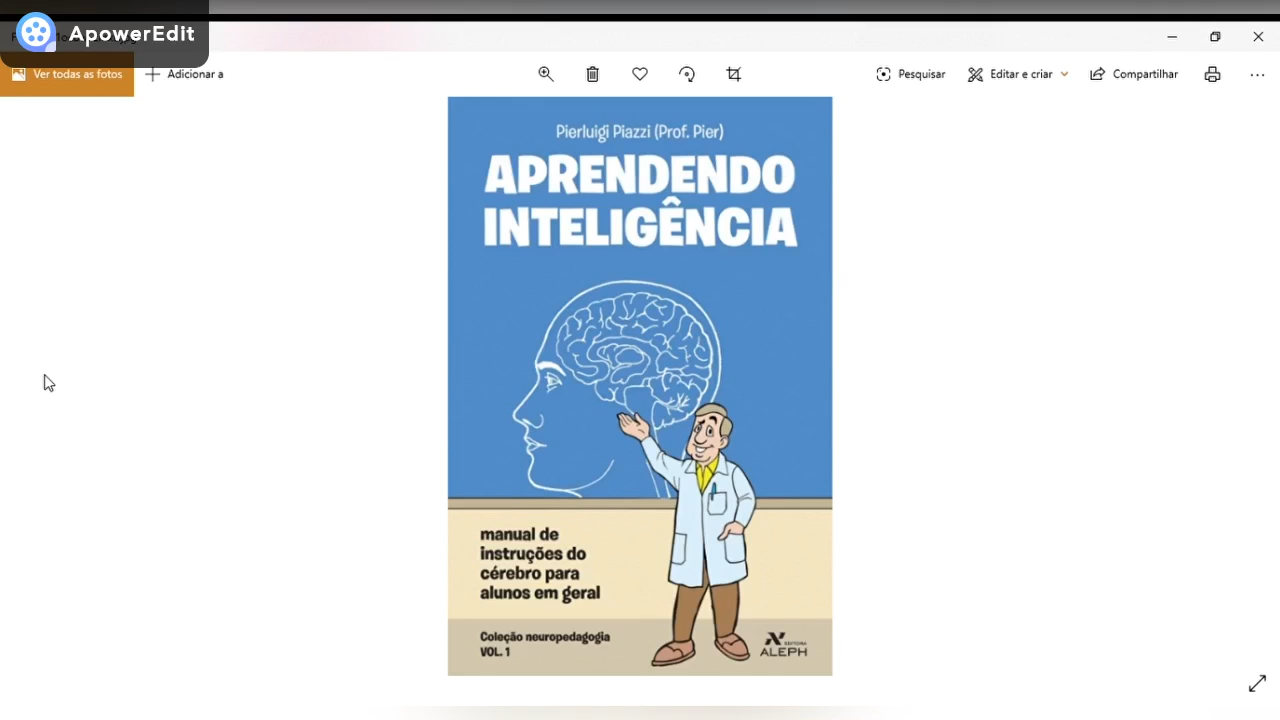 ApowerEdit
Ver todas as fotos
Adicionar a
Pesquisar
Editar e criar
Compartilhar
Pierluigi Piazzi (Prof. Pier)
APRENDENDO
INTELIGÊNCIA
manual de
instruções do
cérebro para
alunos em geral
Coleção neuropedagogia
VOL. 1
EDITORA
ALEPH